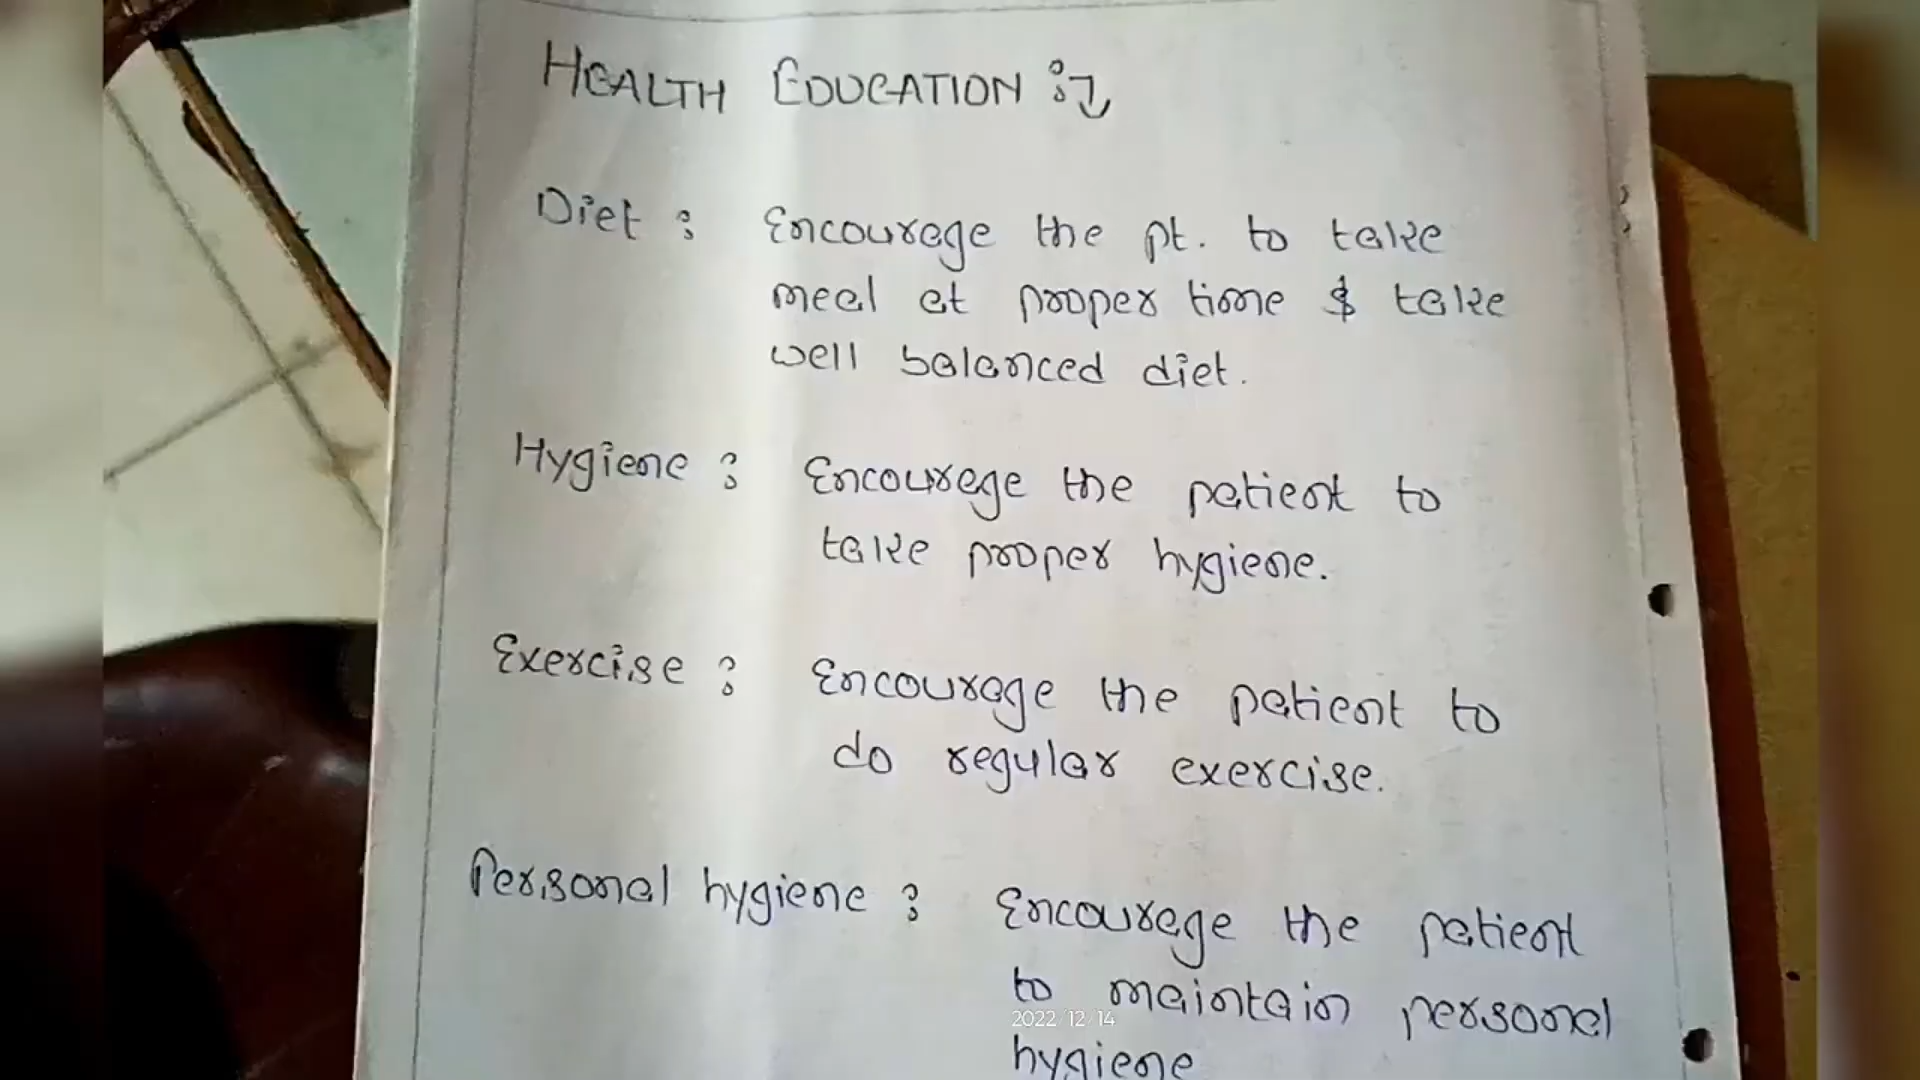 HEALTH EDUCATION :
Diet : Encourage the pt. to take
meal at proper time & take
well balanced diet.
Hygiene : Encourage the patient to
take proper hygiene.
Exercise : Encourage the patient to
do regular exercise.
Personal hygiene : Encourage the patient
to maintain personal
2022/12/14
hygiene